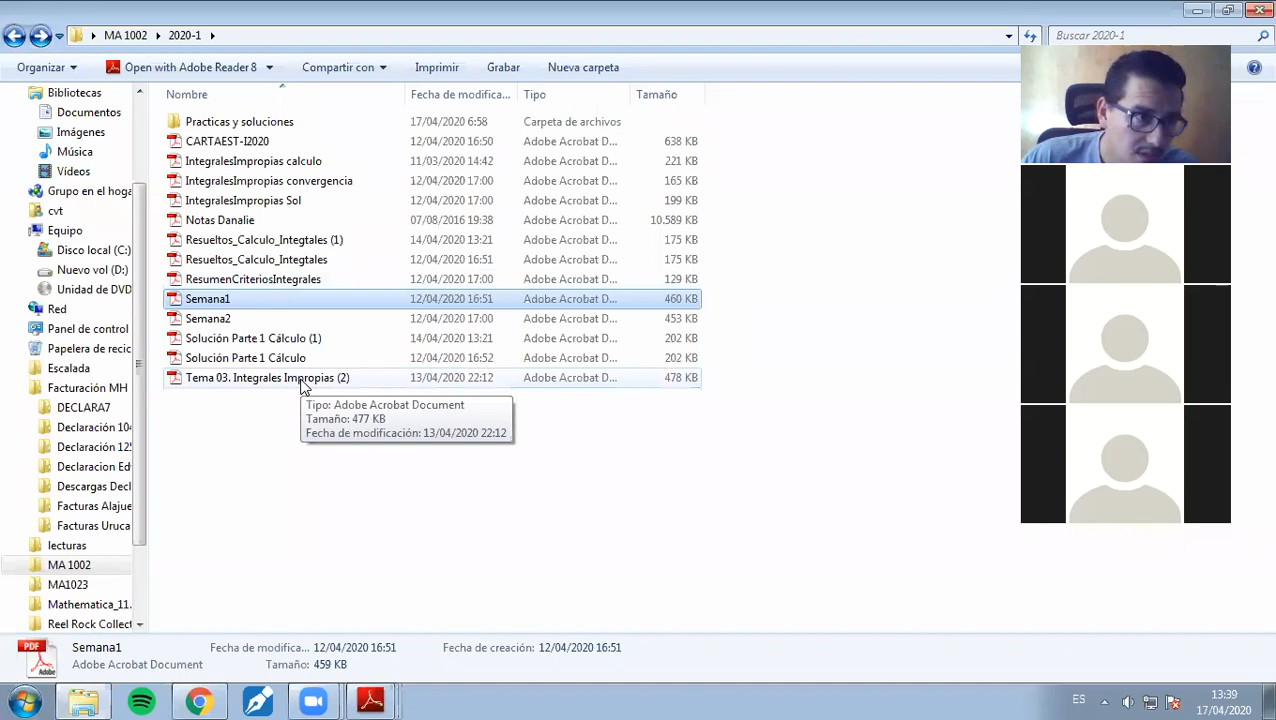 MA 1002 2020-1 Buscar 2020-1
Organizar Open with Adobe Reader 8 Compartir con Imprimir Grabar Nueva carpeta
Bibliotecas
Documentos
Imágenes
Música
Vídeos
Grupo en el hoga
cvt
Equipo
Disco local (C:)
Nuevo vol (D:)
Unidad de DVD
Red
Panel de control
Papelera de recic
Escalada
Facturación MH
DECLARA7
Declaración 104
Declaración 125
Declaracion Ed
Descargas Decl
Facturas Alajue
Facturas Uruca
lecturas
MA 1002
MA1023
Mathematica_11.
Reel Rock Collect
Nombre Fecha de modifica... Tipo Tamaño
Practicas y soluciones 17/04/2020 6:58 Carpeta de archivos
CARTAEST-I2020 12/04/2020 16:50 Adobe Acrobat D... 638 KB
IntegralesImpropias calculo 11/03/2020 14:42 Adobe Acrobat D... 221 KB
IntegralesImpropias convergencia 12/04/2020 17:00 Adobe Acrobat D... 165 KB
IntegralesImpropias Sol 12/04/2020 17:00 Adobe Acrobat D... 199 KB
Notas Danalie 07/08/2016 19:38 Adobe Acrobat D... 10.589 KB
Resueltos_Calculo_Integtales (1) 14/04/2020 13:21 Adobe Acrobat D... 175 KB
Resueltos_Calculo_Integtales 12/04/2020 16:51 Adobe Acrobat D... 175 KB
ResumenCriteriosIntegrales 12/04/2020 17:00 Adobe Acrobat D... 129 KB
Semana1 12/04/2020 16:51 Adobe Acrobat D... 460 KB
Semana2 12/04/2020 17:00 Adobe Acrobat D... 453 KB
Solución Parte 1 Cálculo (1) 14/04/2020 13:21 Adobe Acrobat D... 202 KB
Solución Parte 1 Cálculo 12/04/2020 16:52 Adobe Acrobat D... 202 KB
Tema 03. Integrales Impropias (2) 13/04/2020 22:12 Adobe Acrobat D... 478 KB
Tipo: Adobe Acrobat Document
Tamaño: 477 KB
Fecha de modificación: 13/04/2020 22:12
PDF
Adobe
Semana1 Fecha de modifica... 12/04/2020 16:51 Fecha de creación: 12/04/2020 16:51
Adobe Acrobat Document Tamaño: 459 KB
ES
13:39
17/04/2020